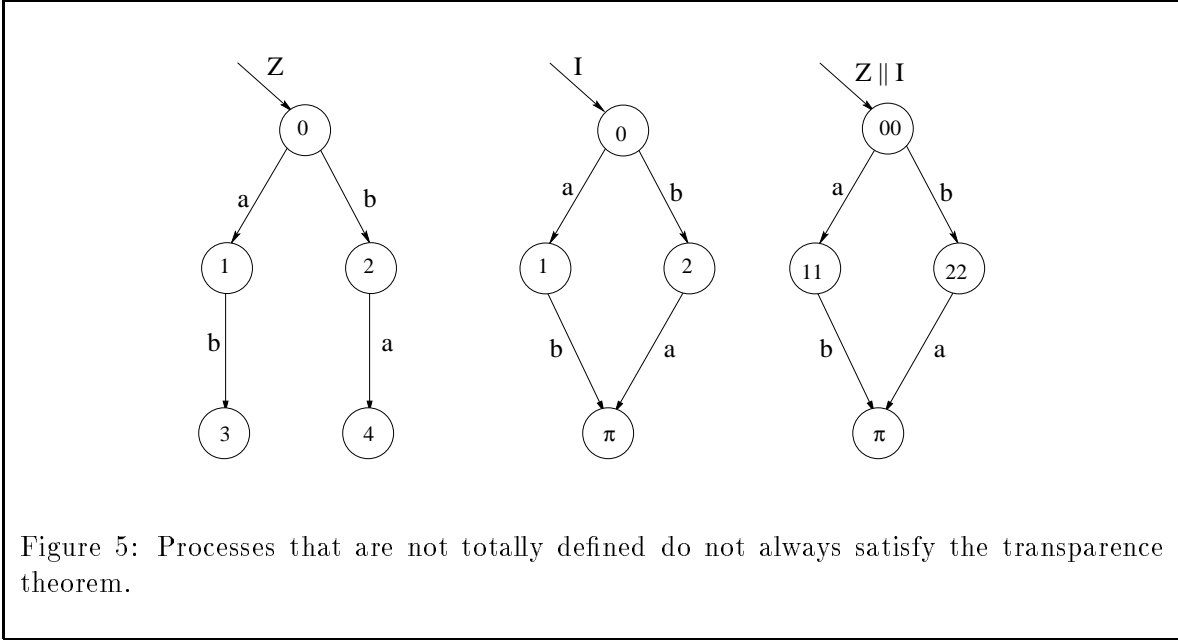 Z I Z || I
0 0 00
a b a b a b
1 2 1 2 11 22
b a b a b a
3 4 π π
Figure 5: Processes that are not totally defined do not always satisfy the transparence
theorem.